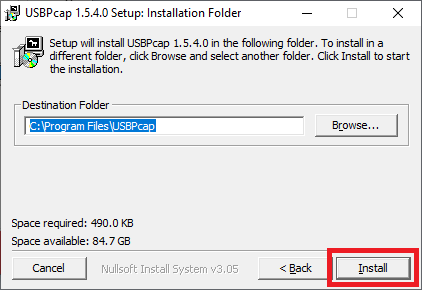 USBPcap 1.5.4.0 Setup: Installation Folder
Setup will install USBPcap 1.5.4.0 in the following folder. To install in a
different folder, click Browse and select another folder. Click Install to start
the installation.
Destination Folder
C:\Program Files\USBPcap
Browse...
Space required: 490.0 KB
Space available: 84.7 GB
Cancel
Nullsoft Install System v3.05
< Back
Install